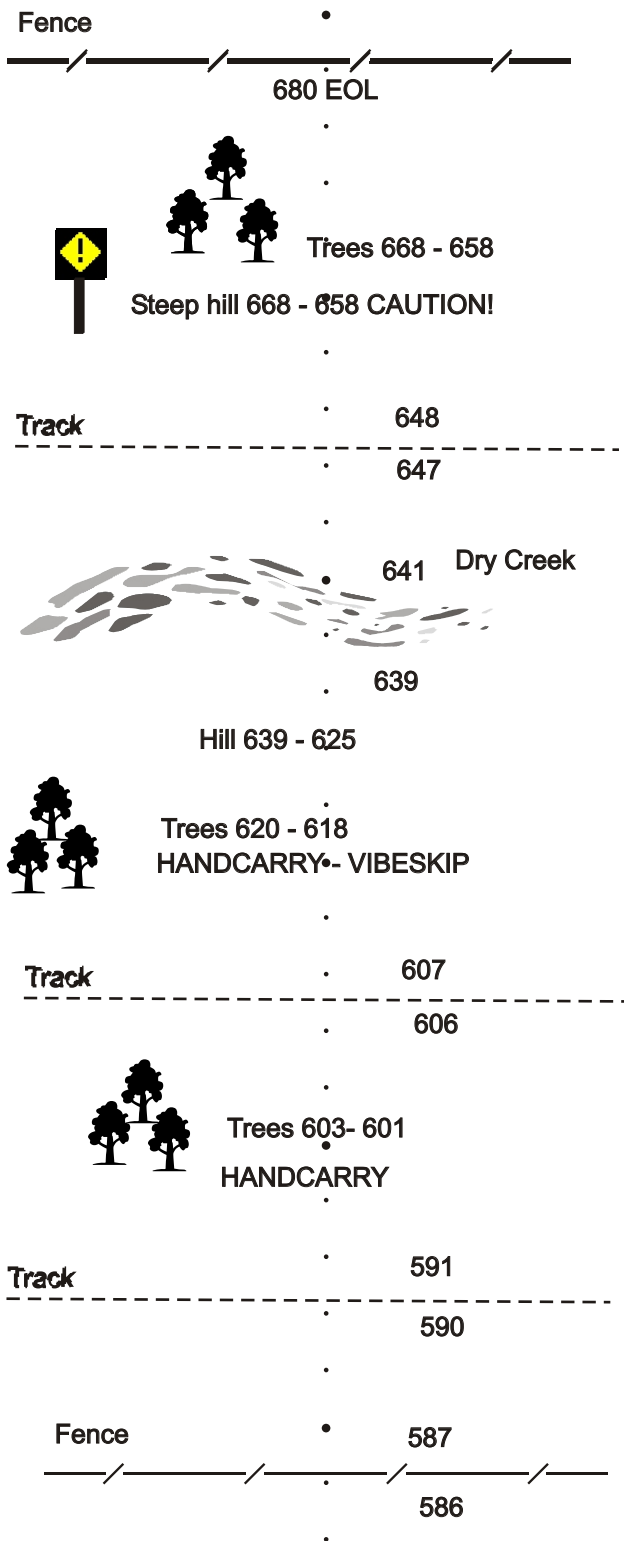 Fence
680 EOL
!
Trees 668 - 658
Steep hill 668 - 658 CAUTION!
648
Track
647
Dry Creek
641
639
Hill 639 - 625
Trees 620 - 618
HANDCARRY - VIBESKIP
607
Track
606
Trees 603- 601
HANDCARRY
591
Track
590
Fence
587
586